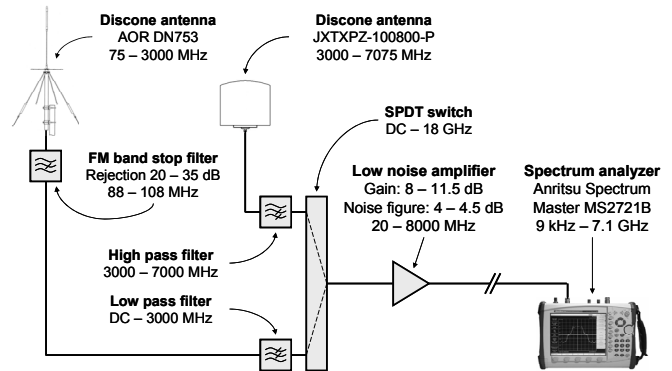 Discone antenna
AOR DN753
75 – 3000 MHz
Discone antenna
JXTXPZ-100800-P
3000 – 7075 MHz
SPDT switch
DC – 18 GHz
FM band stop filter
Rejection 20 – 35 dB
88 – 108 MHz
Low noise amplifier
Gain: 8 – 11.5 dB
Noise figure: 4 – 4.5 dB
20 – 8000 MHz
Spectrum analyzer
Anritsu Spectrum
Master MS2721B
9 kHz – 7.1 GHz
High pass filter
3000 – 7000 MHz
Low pass filter
DC – 3000 MHz